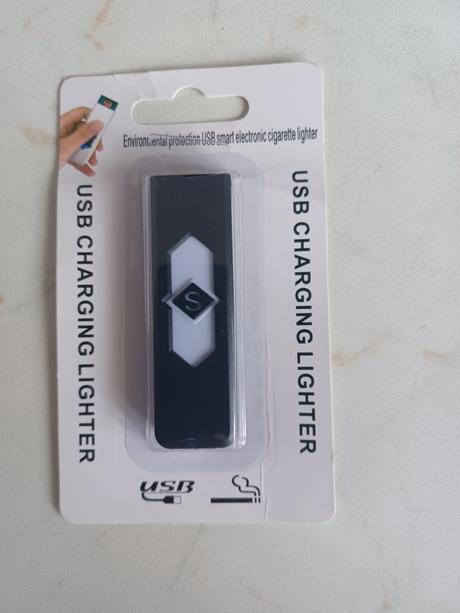 Environmental protection USB smart electronic cigarette lighter
USB CHARGING LIGHTER
S
USB CHARGING LIGHTER
USB